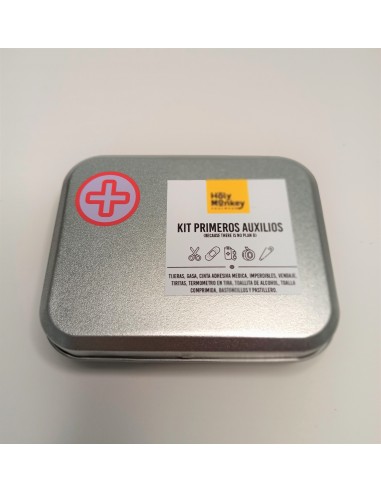 Holy
Monkey
KIT PRIMEROS AUXILIOS
(BECAUSE THERE IS NO PLAN B)
TIJERAS, GASA, CINTA ADHESIVA MEDICA, IMPERDIBLES, VENDAJE,
TIRITAS, TERMOMETRO EN TIRA, TOALLITA DE ALCOHOL, TOALLA
COMPRIMIDA, BASTONCILLOS Y PASTILLERO.